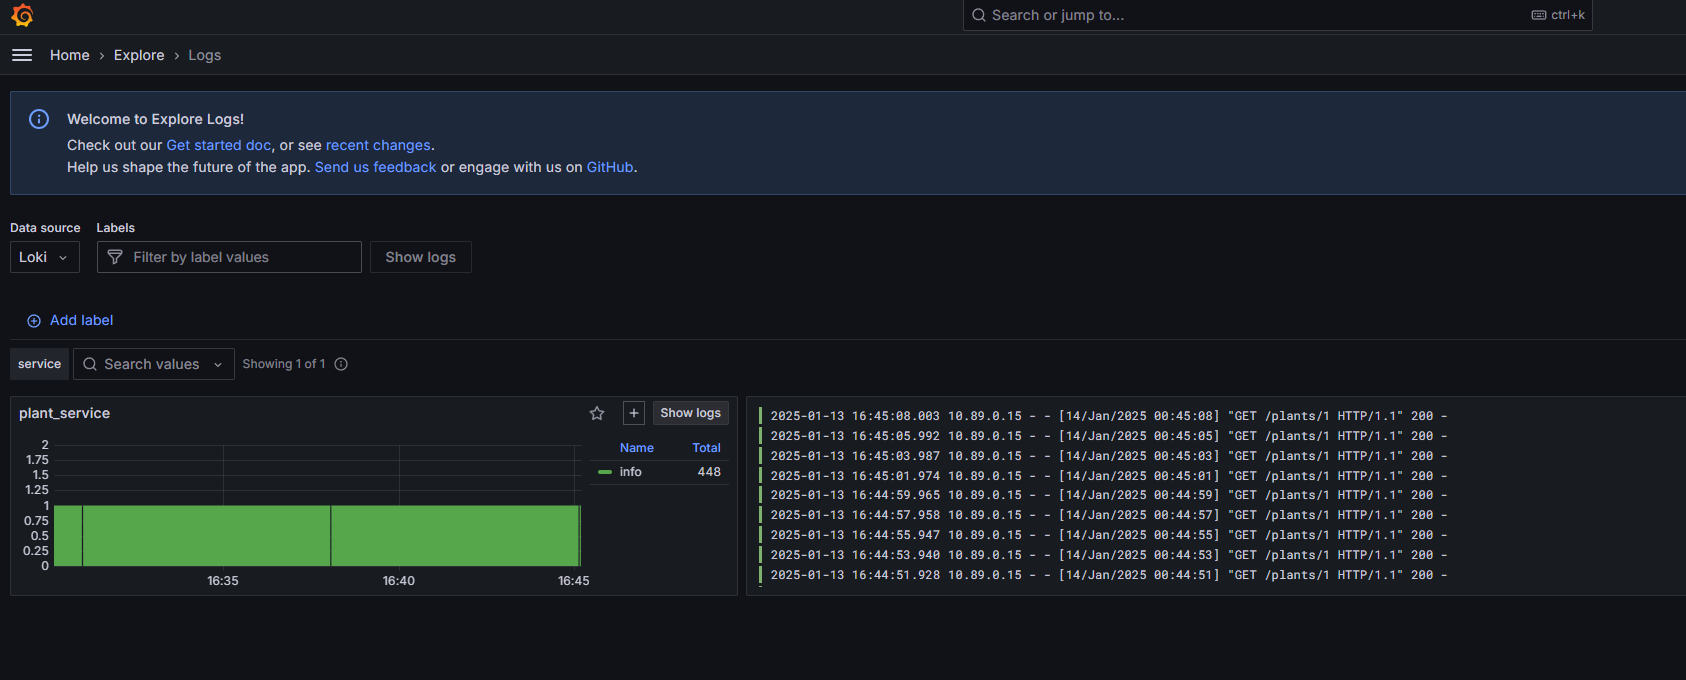 Search or jump to... ctrl+k
Home › Explore › Logs
Welcome to Explore Logs!
Check out our Get started doc, or see recent changes.
Help us shape the future of the app. Send us feedback or engage with us on GitHub.
Data source Labels
Loki Filter by label values Show logs
Add label
service Search values Showing 1 of 1
plant_service + Show logs
Name Total
info 448
2
1.75
1.5
1.25
1
0.75
0.5
0.25
0
16:35 16:40 16:45
2025-01-13 16:45:08.003 10.89.0.15 - - [14/Jan/2025 00:45:08] "GET /plants/1 HTTP/1.1" 200 -
2025-01-13 16:45:05.992 10.89.0.15 - - [14/Jan/2025 00:45:05] "GET /plants/1 HTTP/1.1" 200 -
2025-01-13 16:45:03.987 10.89.0.15 - - [14/Jan/2025 00:45:03] "GET /plants/1 HTTP/1.1" 200 -
2025-01-13 16:45:01.974 10.89.0.15 - - [14/Jan/2025 00:45:01] "GET /plants/1 HTTP/1.1" 200 -
2025-01-13 16:44:59.965 10.89.0.15 - - [14/Jan/2025 00:44:59] "GET /plants/1 HTTP/1.1" 200 -
2025-01-13 16:44:57.958 10.89.0.15 - - [14/Jan/2025 00:44:57] "GET /plants/1 HTTP/1.1" 200 -
2025-01-13 16:44:55.947 10.89.0.15 - - [14/Jan/2025 00:44:55] "GET /plants/1 HTTP/1.1" 200 -
2025-01-13 16:44:53.940 10.89.0.15 - - [14/Jan/2025 00:44:53] "GET /plants/1 HTTP/1.1" 200 -
2025-01-13 16:44:51.928 10.89.0.15 - - [14/Jan/2025 00:44:51] "GET /plants/1 HTTP/1.1" 200 -